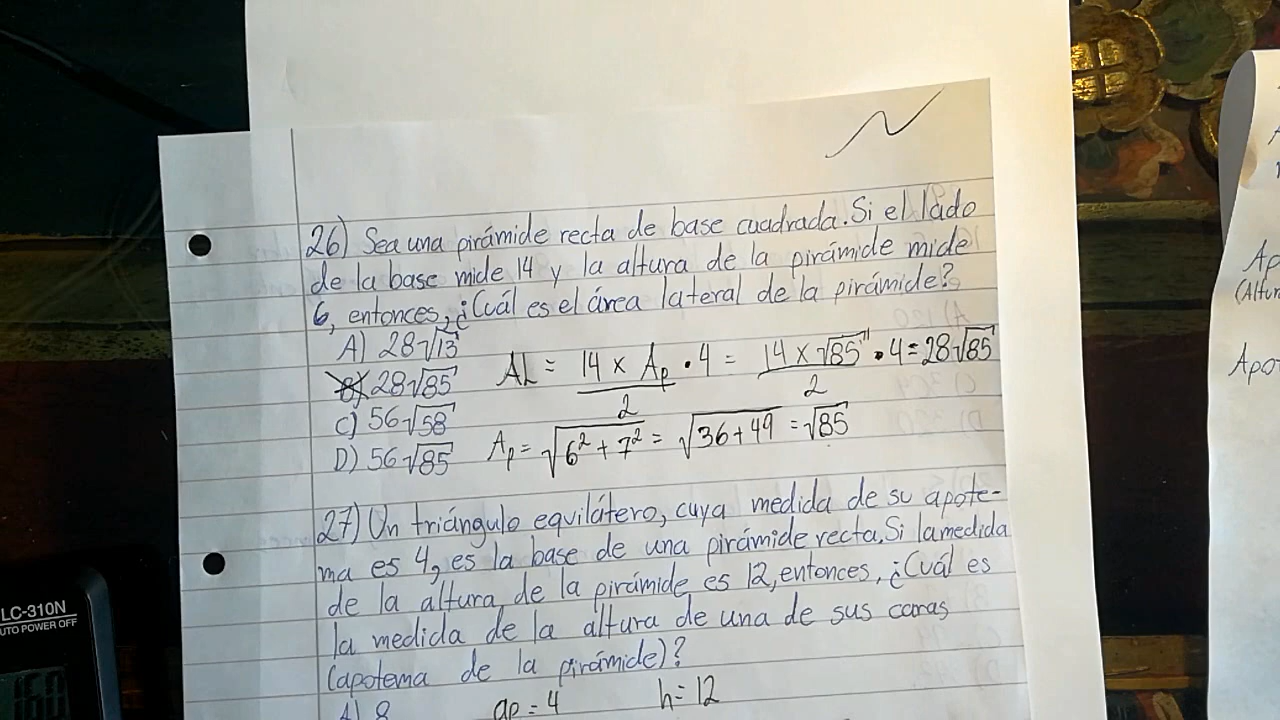 26) Sea una pirámide recta de base cuadrada. Si el lado
de la base mide 14 y la altura de la pirámide mide
6, entonces, ¿Cuál es el área lateral de la pirámide?
A) 28√13
B) 28√85
C) 56√58
D) 56√85
AL = 14 x Ap / 2 · 4 = 14 x √85 / 2 · 4 = 28√85
Ap = √6² + 7² = √36 + 49 = √85
27) Un triángulo equilátero, cuya medida de su apote-
ma es 4, es la base de una pirámide recta. Si la medida
de la altura de la pirámide es 12, entonces, ¿Cuál es
la medida de la altura de una de sus caras
(apotema de la pirámide)?
A) 8
ap = 4
h = 12
LC-310N
AUTO POWER OFF
Ap
(Altur
Apo